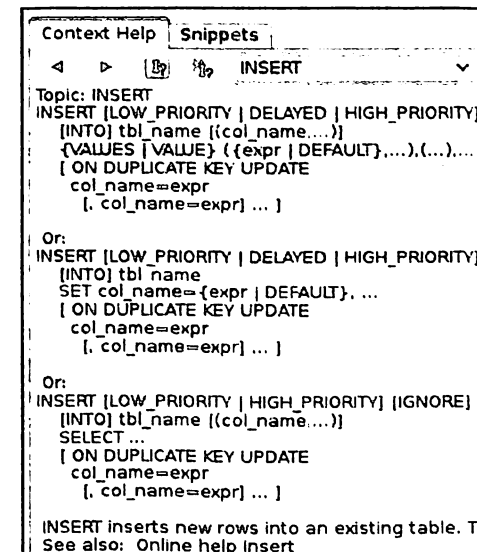 Context Help Snippets
INSERT
Topic: INSERT
INSERT [LOW_PRIORITY | DELAYED | HIGH_PRIORITY]
[INTO] tbl_name [(col_name,...)]
{VALUES | VALUE} ({expr | DEFAULT},...),(...),...
[ ON DUPLICATE KEY UPDATE
col_name=expr
[, col_name=expr] ... ]
Or:
INSERT [LOW_PRIORITY | DELAYED | HIGH_PRIORITY]
[INTO] tbl_name
SET col_name={expr | DEFAULT}, ...
[ ON DUPLICATE KEY UPDATE
col_name=expr
[, col_name=expr] ... ]
Or:
INSERT [LOW_PRIORITY | HIGH_PRIORITY] [IGNORE]
[INTO] tbl_name [(col_name,...)]
SELECT ...
[ ON DUPLICATE KEY UPDATE
col_name=expr
[, col_name=expr] ... ]
INSERT inserts new rows into an existing table. T
See also: Online help Insert